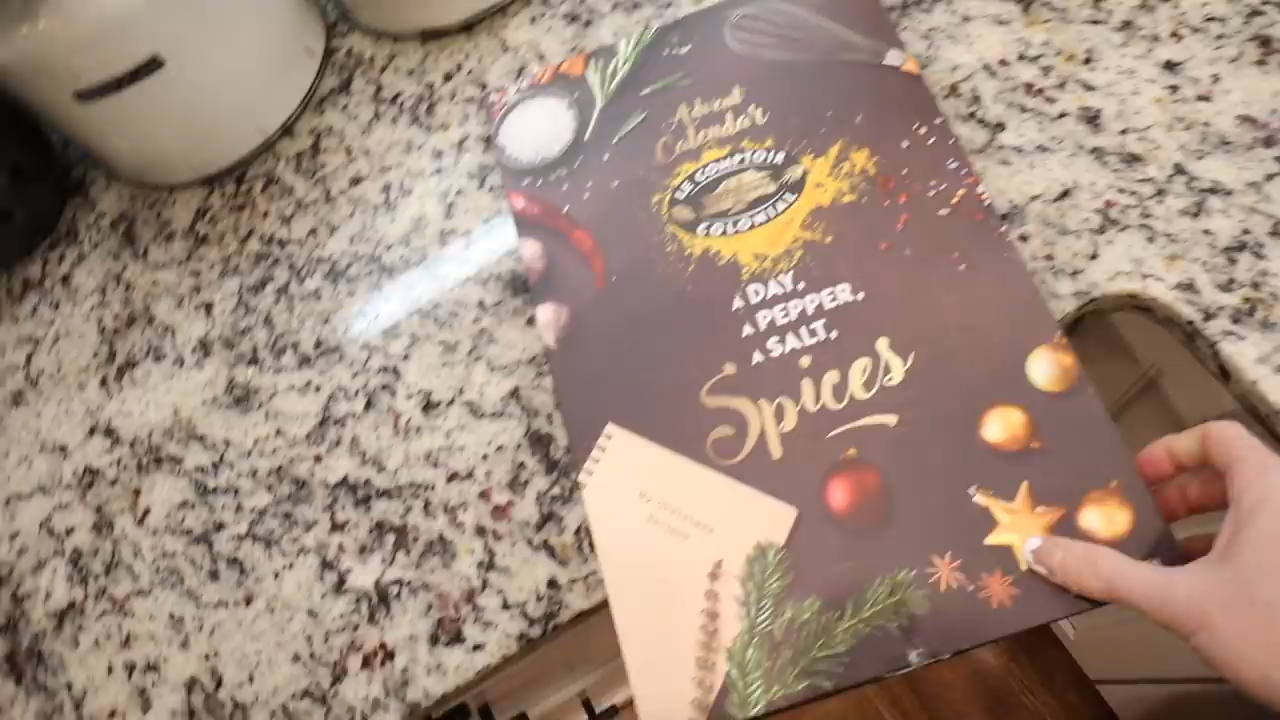 Advent
Calendar
LE COMPTOIR
COLONIAL
A DAY,
A PEPPER,
A SALT,
Spices